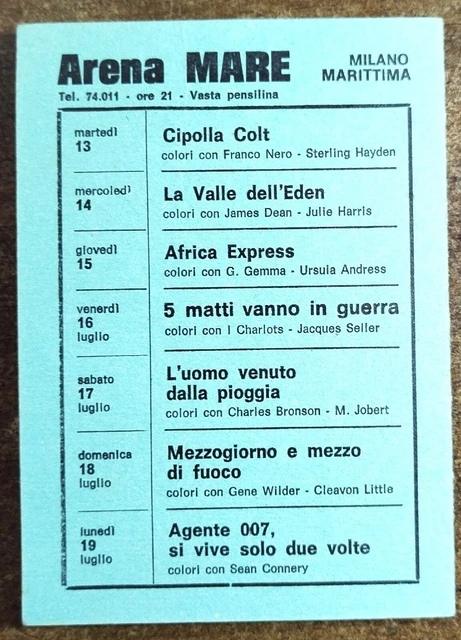 Arena MARE
MILANO
MARITTIMA
Tel. 74.011 - ore 21 - Vasta pensilina
martedì
13
Cipolla Colt
colori con Franco Nero - Sterling Hayden
mercoledì
14
La Valle dell'Eden
colori con James Dean - Julie Harris
giovedì
15
Africa Express
colori con G. Gemma - Ursula Andress
venerdì
16
luglio
5 matti vanno in guerra
colori con I Charlots - Jacques Seiler
sabato
17
luglio
L'uomo venuto
dalla pioggia
colori con Charles Bronson - M. Jobert
domenica
18
luglio
Mezzogiorno e mezzo
di fuoco
colori con Gene Wilder - Cleavon Little
lunedì
19
luglio
Agente 007,
si vive solo due volte
colori con Sean Connery